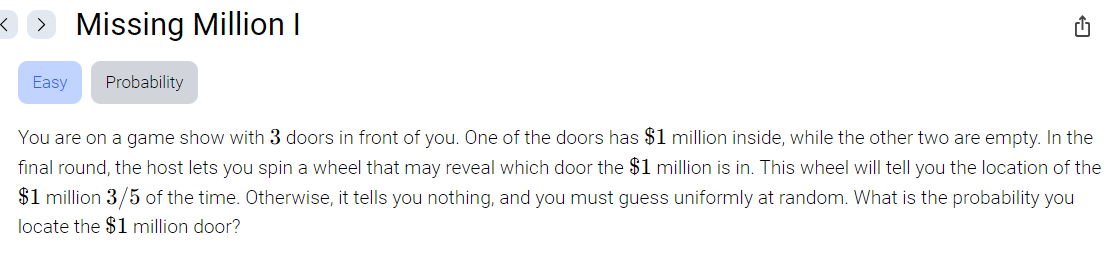 Missing Million I
Easy Probability
You are on a game show with 3 doors in front of you. One of the doors has $1 million inside, while the other two are empty. In the
final round, the host lets you spin a wheel that may reveal which door the $1 million is in. This wheel will tell you the location of the
$1 million 3/5 of the time. Otherwise, it tells you nothing, and you must guess uniformly at random. What is the probability you
locate the $1 million door?